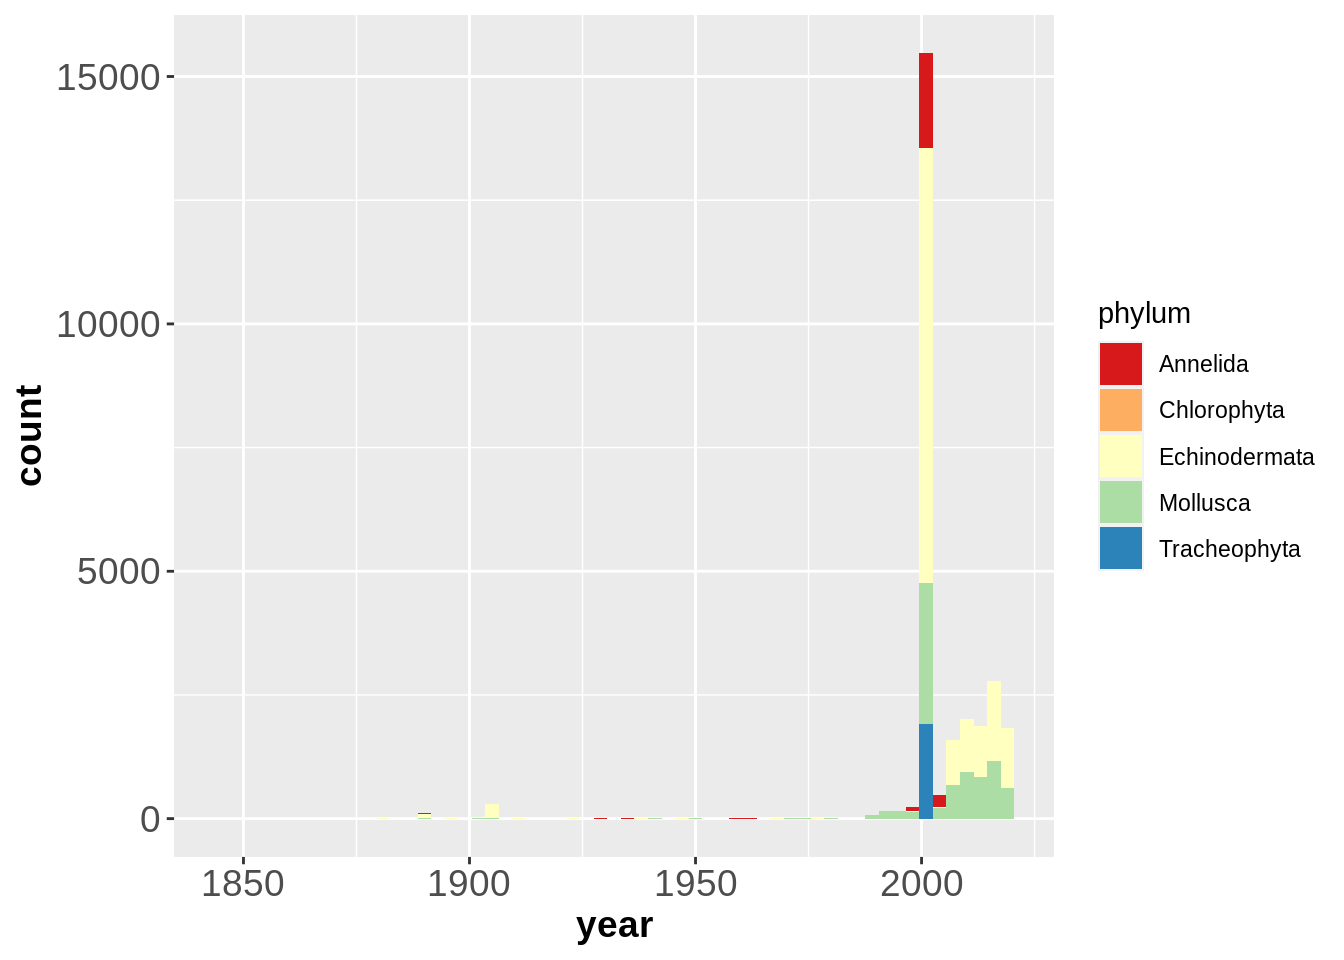 15000
10000
5000
0
count
1850
1900
1950
2000
year
phylum
Annelida
Chlorophyta
Echinodermata
Mollusca
Tracheophyta